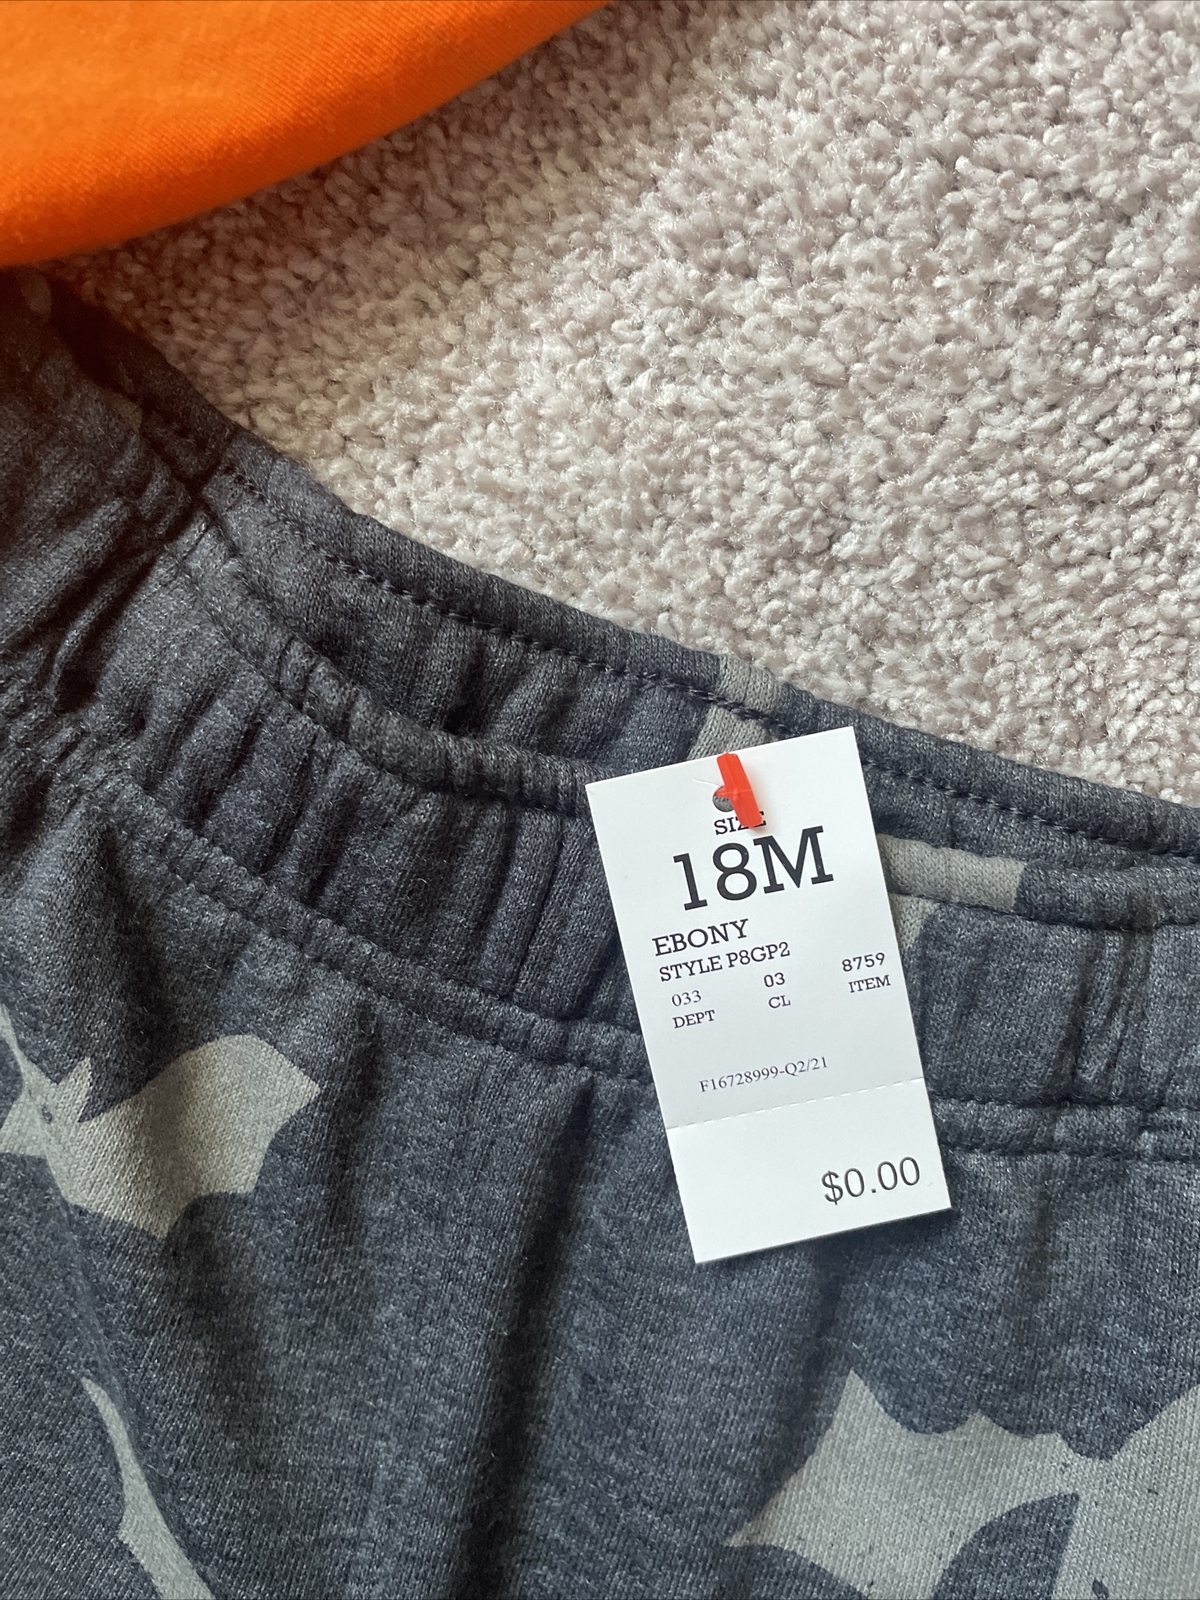 SIZE
18M
EBONY
STYLE P8GP2
033 03 8759
DEPT CL ITEM
F16728999-Q2/21
$0.00